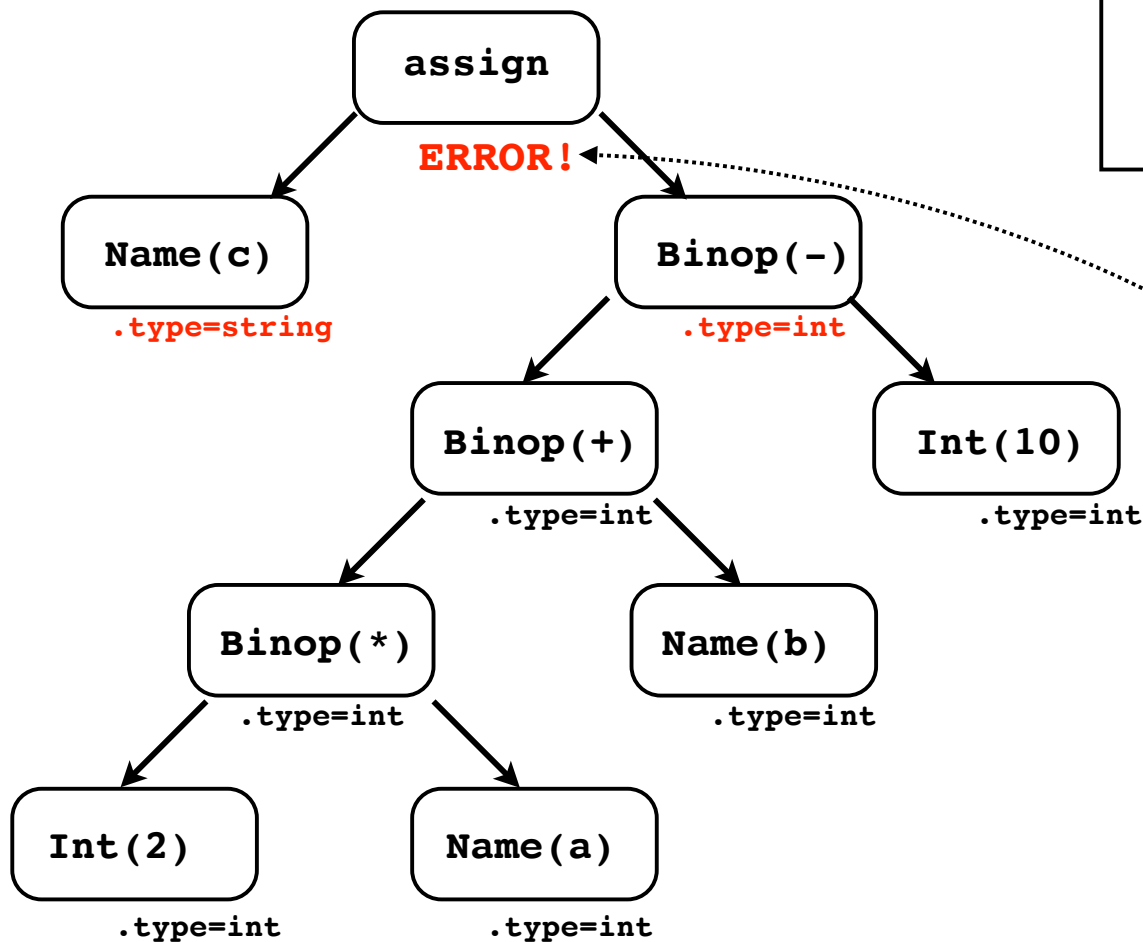 assign
ERROR!
Name(c)
Binop(-)
.type=string
.type=int
Binop(+)
Int(10)
.type=int
.type=int
Binop(*)
Name(b)
.type=int
.type=int
Int(2)
Name(a)
.type=int
.type=int